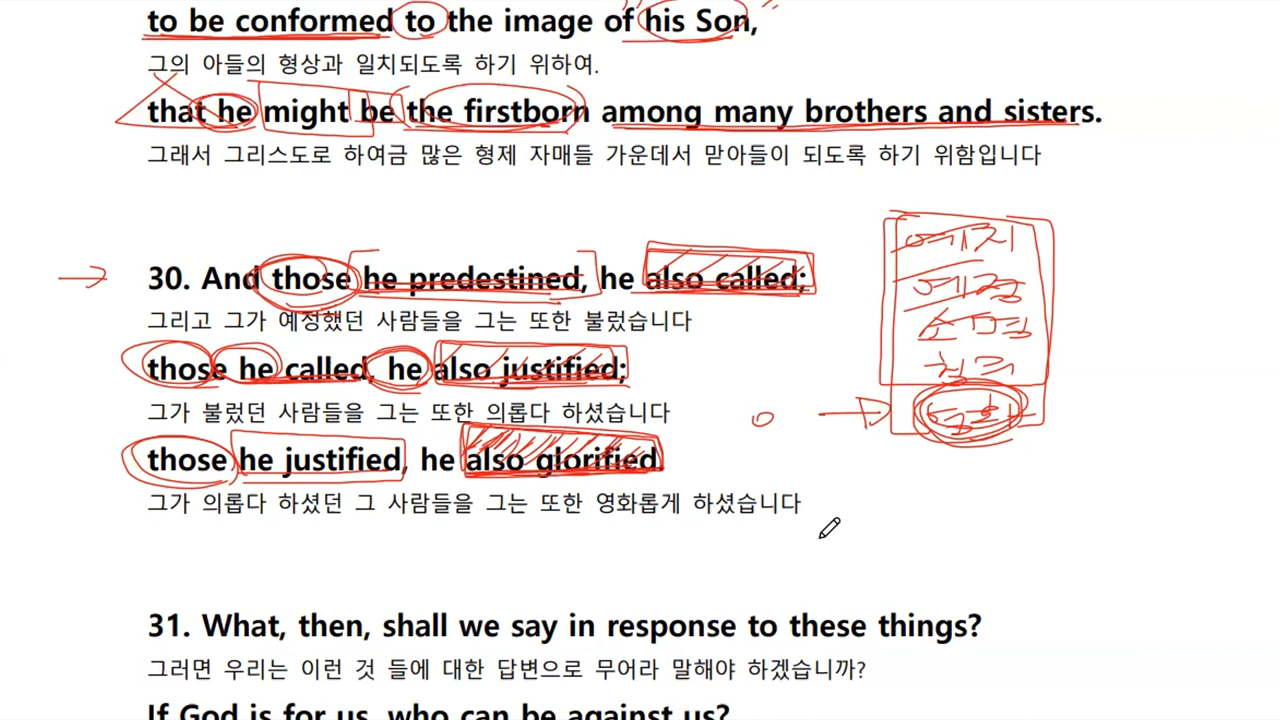 to be conformed to the image of his Son,
그의 아들의 형상과 일치되도록 하기 위하여.
that he might be the firstborn among many brothers and sisters.
그래서 그리스도로 하여금 많은 형제 자매들 가운데서 맏아들이 되도록 하기 위함입니다
30. And those he predestined, he also called;
그리고 그가 예정했던 사람들을 그는 또한 불렀습니다
those he called, he also justified;
그가 불렀던 사람들을 그는 또한 의롭다 하셨습니다
those he justified, he also glorified.
그가 의롭다 하셨던 그 사람들을 그는 또한 영화롭게 하셨습니다
예지
예정
소명
칭의
31. What, then, shall we say in response to these things?
그러면 우리는 이런 것 들에 대한 답변으로 무어라 말해야 하겠습니까?
If God is for us, who can be against us?